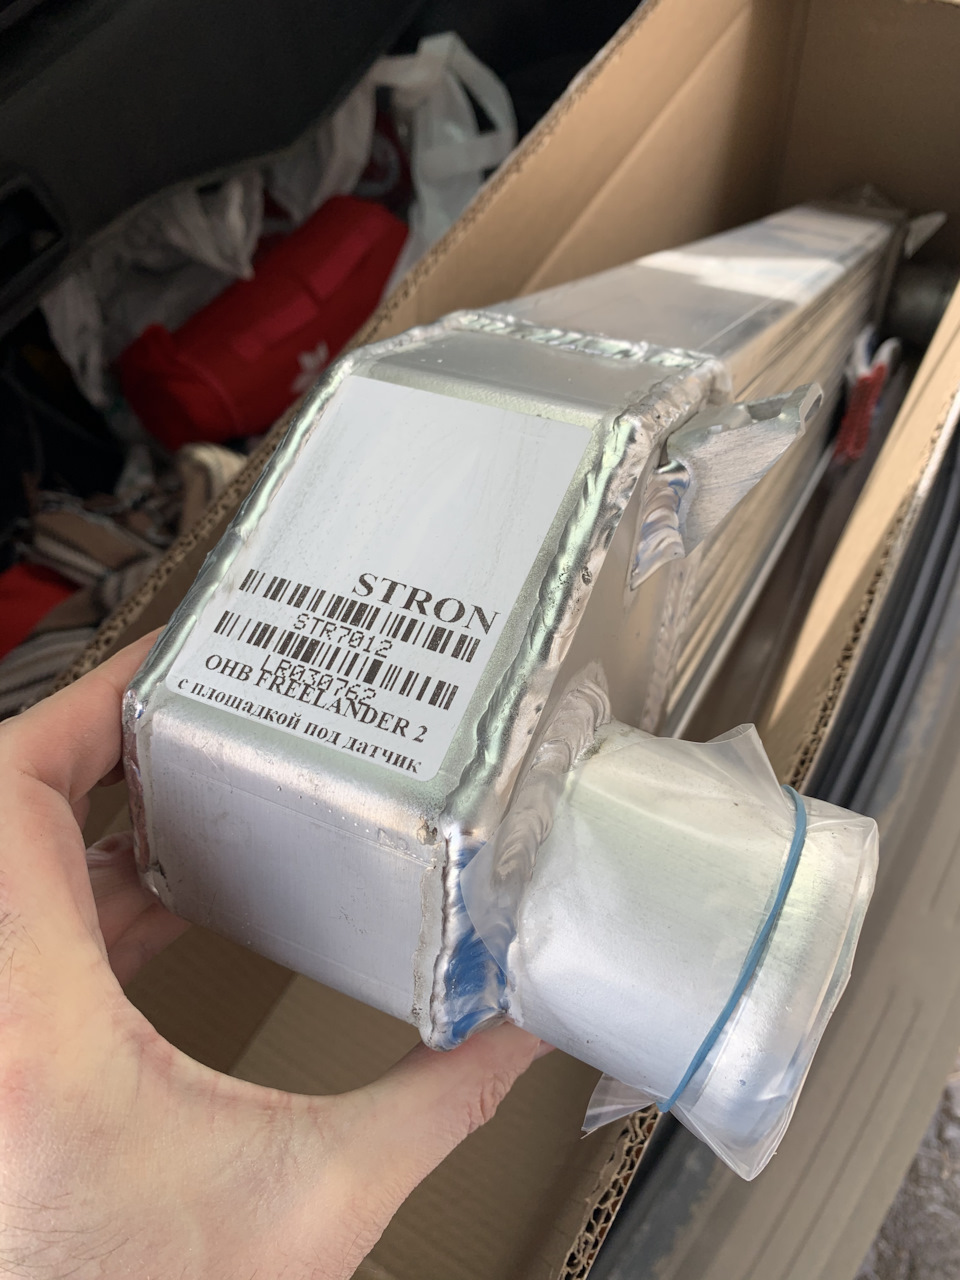 STRON
STR7012
LR030762
ОНВ FREELANDER 2
с площадкой под датчик